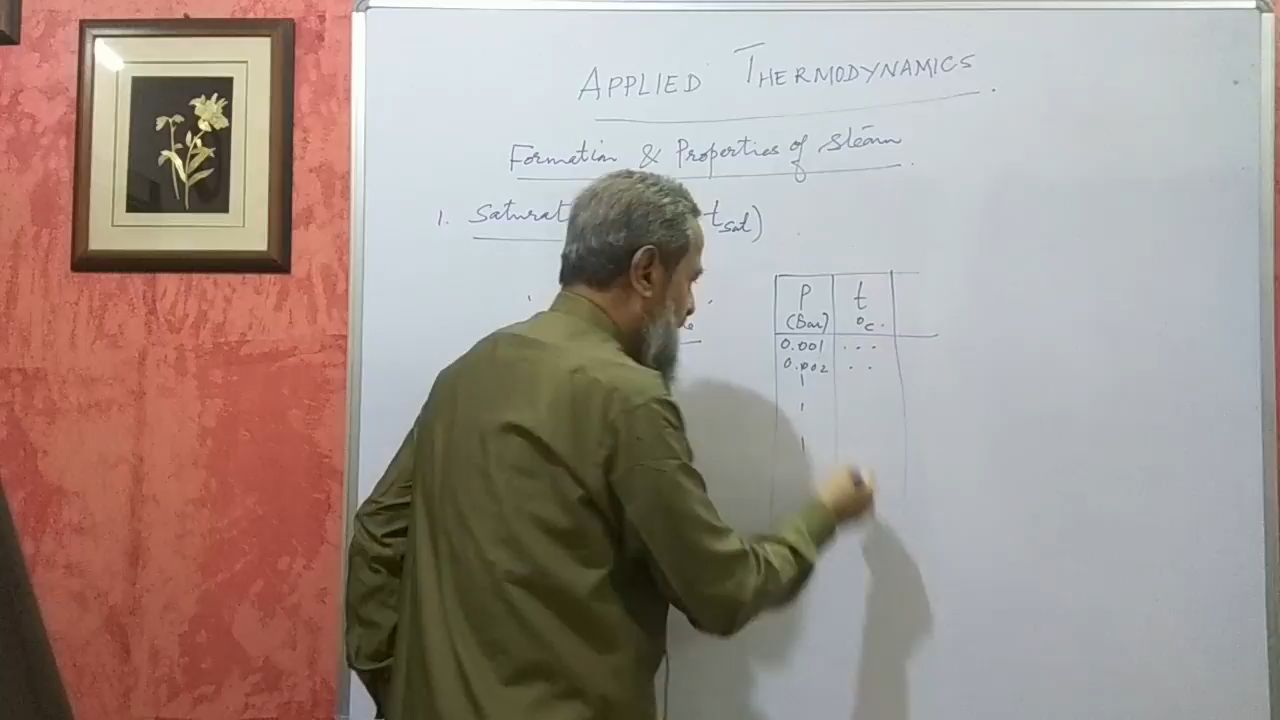 APPLIED THERMODYNAMICS.
Formation & Properties of Steam.
1. Saturat tsat)
P t
(Bar) °c.
0.001 . . .
0.002 . .